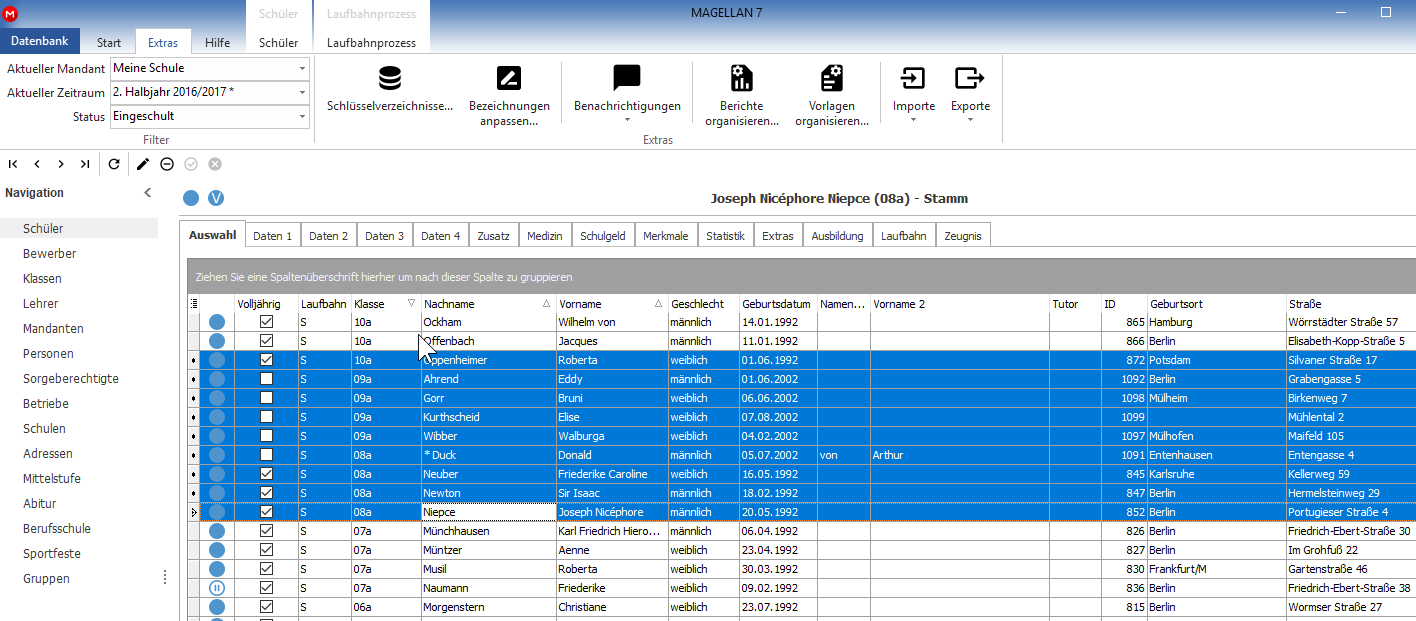 Schüler Laufbahnprozess MAGELLAN 7
Datenbank Start Extras Hilfe Schüler Laufbahnprozess
Aktueller Mandant Meine Schule
Aktueller Zeitraum 2. Halbjahr 2016/2017 *
Status Eingeschult
Filter
Schlüsselverzeichnisse...
Bezeichnungen anpassen...
Benachrichtigungen
Berichte organisieren...
Vorlagen organisieren...
Importe
Exporte
Extras
Navigation
Schüler
Bewerber
Klassen
Lehrer
Mandanten
Personen
Sorgeberechtigte
Betriebe
Schulen
Adressen
Mittelstufe
Abitur
Berufsschule
Sportfeste
Gruppen
V
Joseph Nicéphore Niepce (08a) - Stamm
Auswahl Daten 1 Daten 2 Daten 3 Daten 4 Zusatz Medizin Schulgeld Merkmale Statistik Extras Ausbildung Laufbahn Zeugnis
Ziehen Sie eine Spaltenüberschrift hierher um nach dieser Spalte zu gruppieren
Volljährig Laufbahn Klasse Nachname Vorname Geschlecht Geburtsdatum Namen... Vorname 2 Tutor ID Geburtsort Straße
S 10a Ockham Wilhelm von männlich 14.01.1992 865 Hamburg Wörrstädter Straße 57
S 10a Offenbach Jacques männlich 11.01.1992 866 Berlin Elisabeth-Kopp-Straße 5
S 10a Oppenheimer Roberta weiblich 01.06.1992 872 Potsdam Silvaner Straße 17
S 09a Ahrend Eddy männlich 01.06.2002 1092 Berlin Grabengasse 5
S 09a Gorr Bruni weiblich 06.06.2002 1098 Mülheim Birkenweg 7
S 09a Kurthscheid Elise weiblich 07.08.2002 1099 Mühlental 2
S 09a Wibber Walburga weiblich 04.02.2002 1097 Mülhofen Maifeld 105
S 08a * Duck Donald männlich 05.07.2002 von Arthur 1091 Entenhausen Entengasse 4
S 08a Neuber Friederike Caroline weiblich 16.05.1992 845 Karlsruhe Kellerweg 59
S 08a Newton Sir Isaac männlich 18.02.1992 847 Berlin Hermelsteinweg 29
S 08a Niepce Joseph Nicéphore männlich 20.05.1992 852 Berlin Portugieser Straße 4
S 07a Münchhausen Karl Friedrich Hiero... männlich 06.04.1992 826 Berlin Friedrich-Ebert-Straße 30
S 07a Müntzer Aenne weiblich 23.04.1992 827 Berlin Im Grohfuß 22
S 07a Musil Roberta weiblich 30.03.1992 830 Frankfurt/M Gartenstraße 46
S 07a Naumann Friederike weiblich 09.02.1992 836 Berlin Friedrich-Ebert-Straße 38
S 06a Morgenstern Christiane weiblich 23.07.1992 815 Berlin Wormser Straße 27